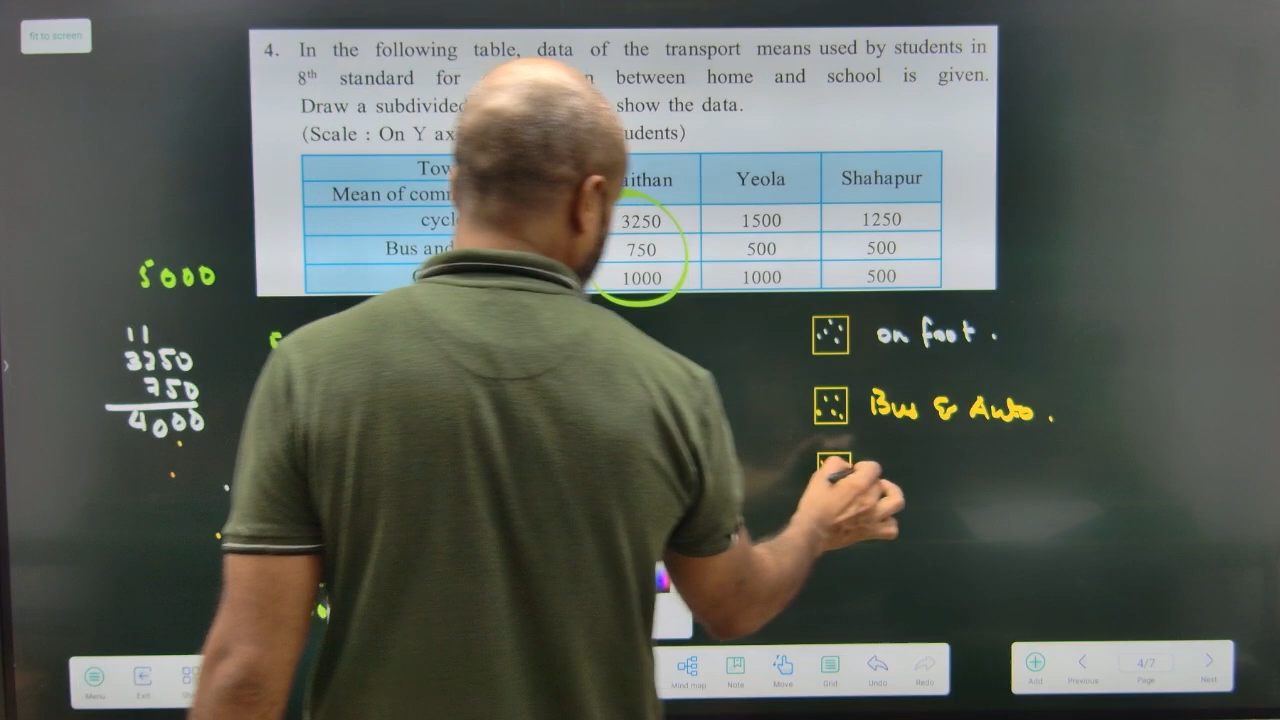 fit to screen
4. In the following table, data of the transport means used by students in
8th standard for between home and school is given.
Draw a subdivided show the data.
(Scale : On Y ax udents)
Tow aithan Yeola Shahapur
Mean of comm
cycl 3250 1500 1250
Bus and 750 500 500
1000 1000 500
5000
11
3250
750
4000
on foot.
Bus & Auto.
Menu Exit Mind map Note Move Grid Undo Redo
Add Previous 4/7 Page Next